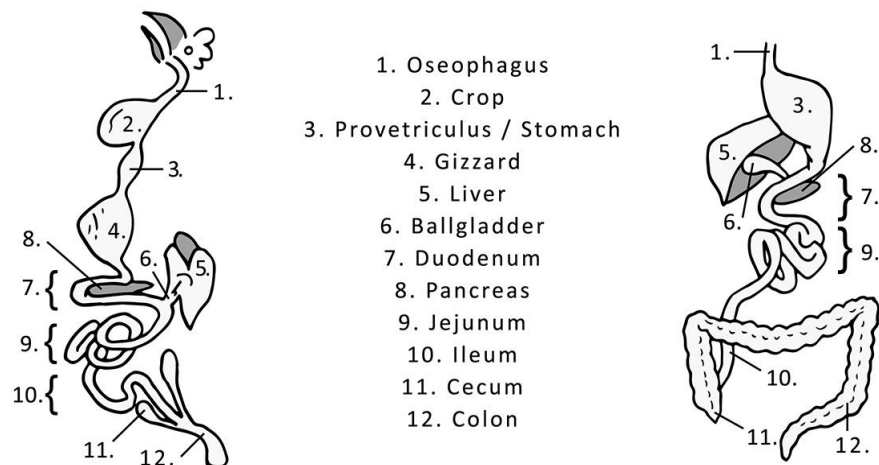 1. Oseophagus
2. Crop
3. Provetriculus / Stomach
4. Gizzard
5. Liver
6. Ballgladder
7. Duodenum
8. Pancreas
9. Jejunum
10. Ileum
11. Cecum
12. Colon
1.
2.
3.
4.
5.
6.
8.
7.
9.
10.
11.
12.
1.
3.
5.
8.
7.
6.
9.
10.
11.
12.